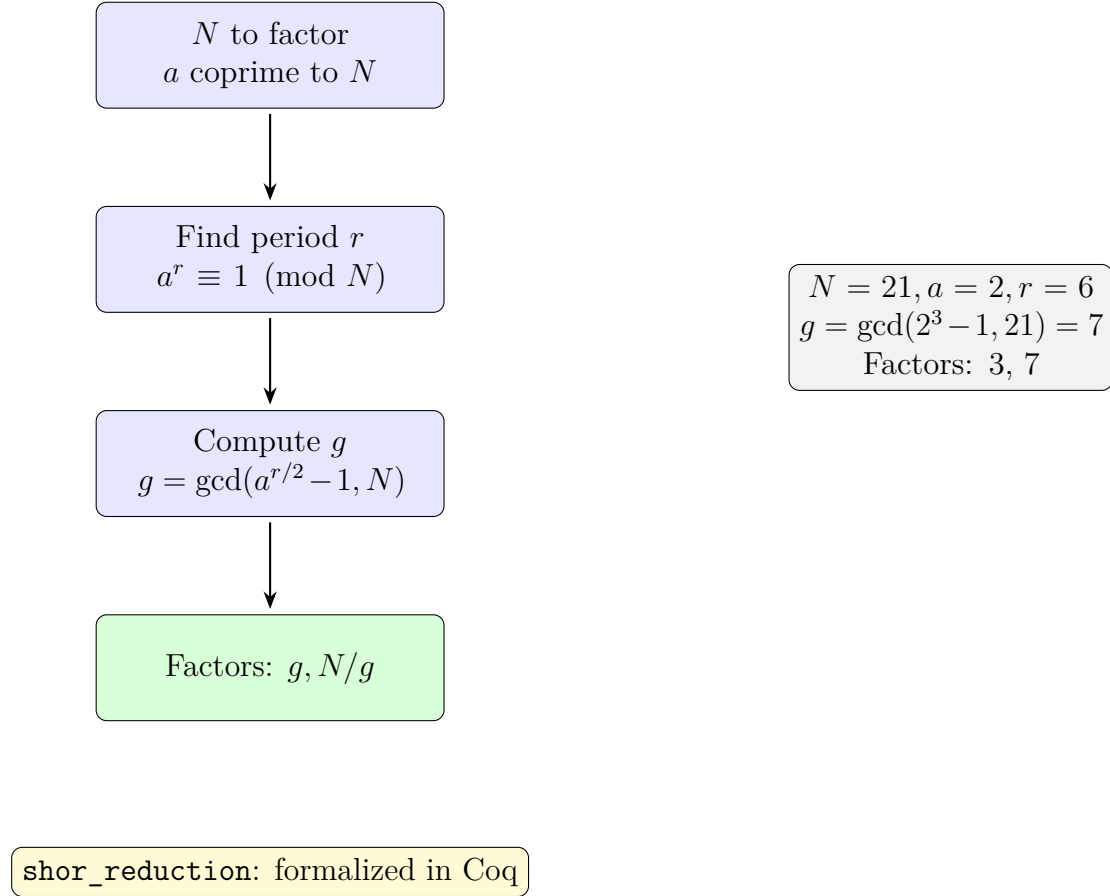 N to factor
a coprime to N
Find period r
a^r ≡ 1 (mod N)
Compute g
g = gcd(a^{r/2} − 1, N)
Factors: g, N/g
N = 21, a = 2, r = 6
g = gcd(2^3 − 1, 21) = 7
Factors: 3, 7
shor_reduction: formalized in Coq